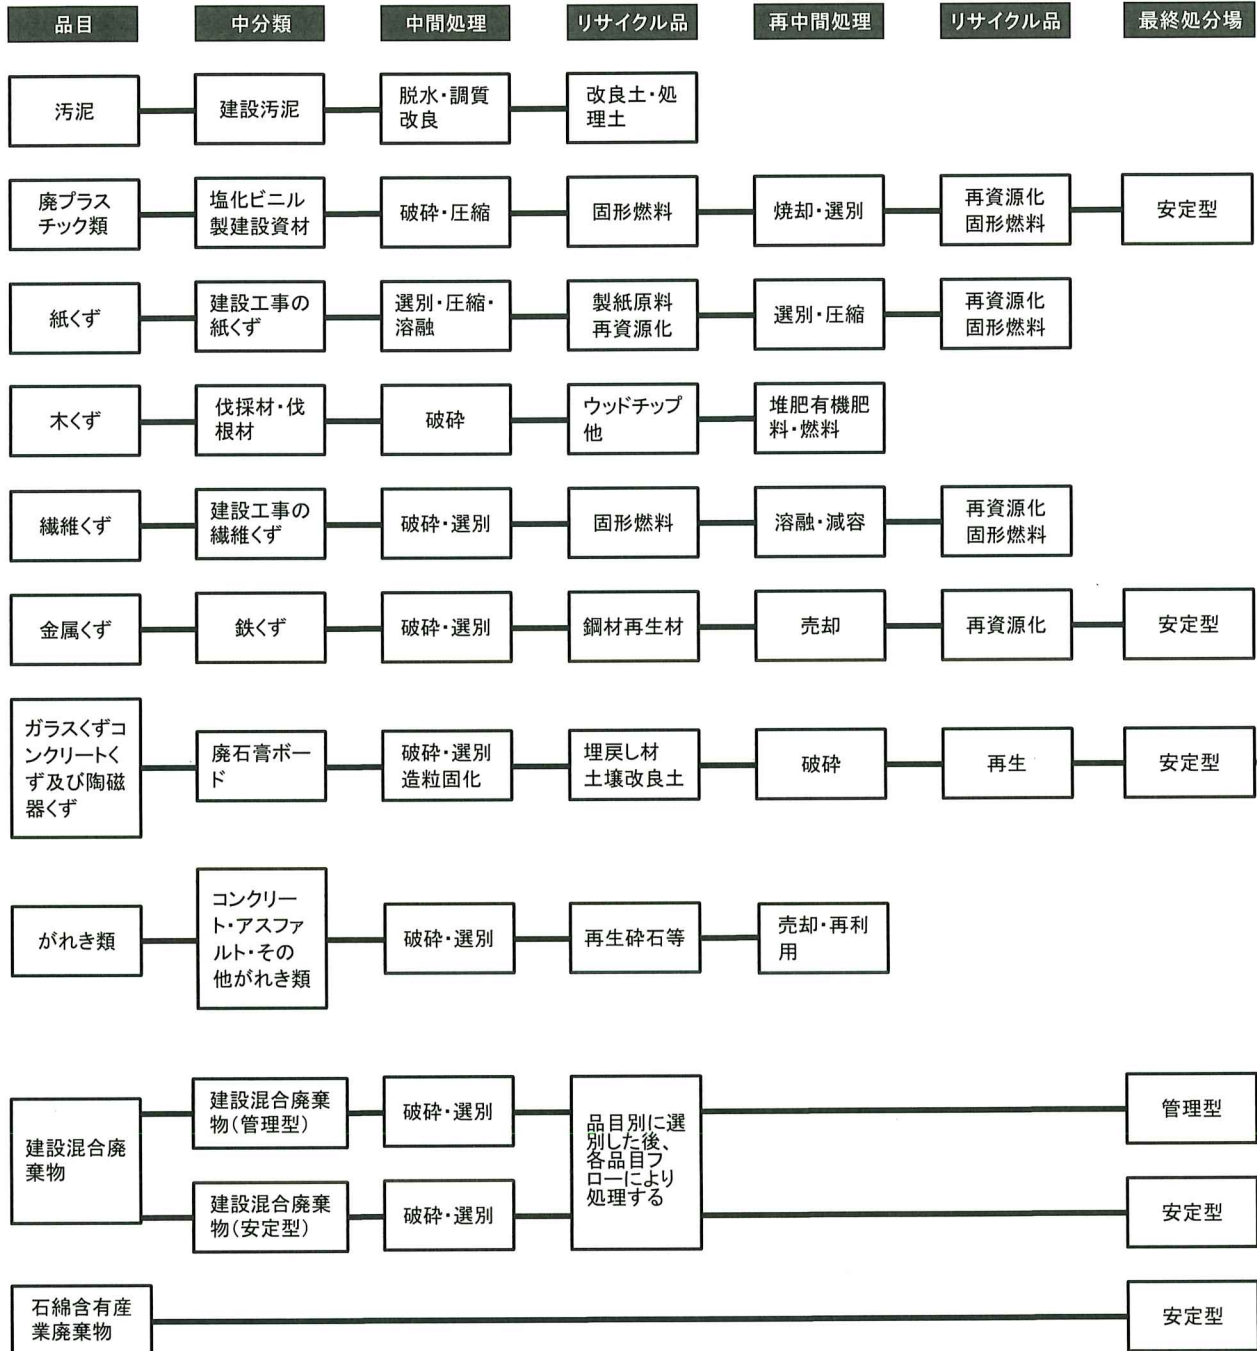 品目
中分類
中間処理
リサイクル品
再中間処理
リサイクル品
最終処分場
汚泥
建設汚泥
脱水・調質
改良
改良土・処
理土
廃プラス
チック類
塩化ビニル
製建設資材
破砕・圧縮
固形燃料
焼却・選別
再資源化
固形燃料
安定型
紙くず
建設工事の
紙くず
選別・圧縮・
溶融
製紙原料
再資源化
選別・圧縮
再資源化
固形燃料
木くず
伐採材・伐
根材
破砕
ウッドチップ
他
堆肥有機肥
料・燃料
繊維くず
建設工事の
繊維くず
破砕・選別
固形燃料
溶融・減容
再資源化
固形燃料
金属くず
鉄くず
破砕・選別
鋼材再生材
売却
再資源化
安定型
ガラスくずコ
ンクリートく
ず及び陶磁
器くず
廃石膏ボー
ド
破砕・選別
造粒固化
埋戻し材
土壌改良土
破砕
再生
安定型
がれき類
コンクリー
ト・アスファ
ルト・その
他がれき類
破砕・選別
再生砕石等
売却・再利
用
建設混合廃
棄物
建設混合廃棄
物(管理型)
破砕・選別
品目別に選
別した後、
各品目フ
ローにより
処理する
管理型
建設混合廃棄
物(安定型)
破砕・選別
安定型
石綿含有産
業廃棄物
安定型